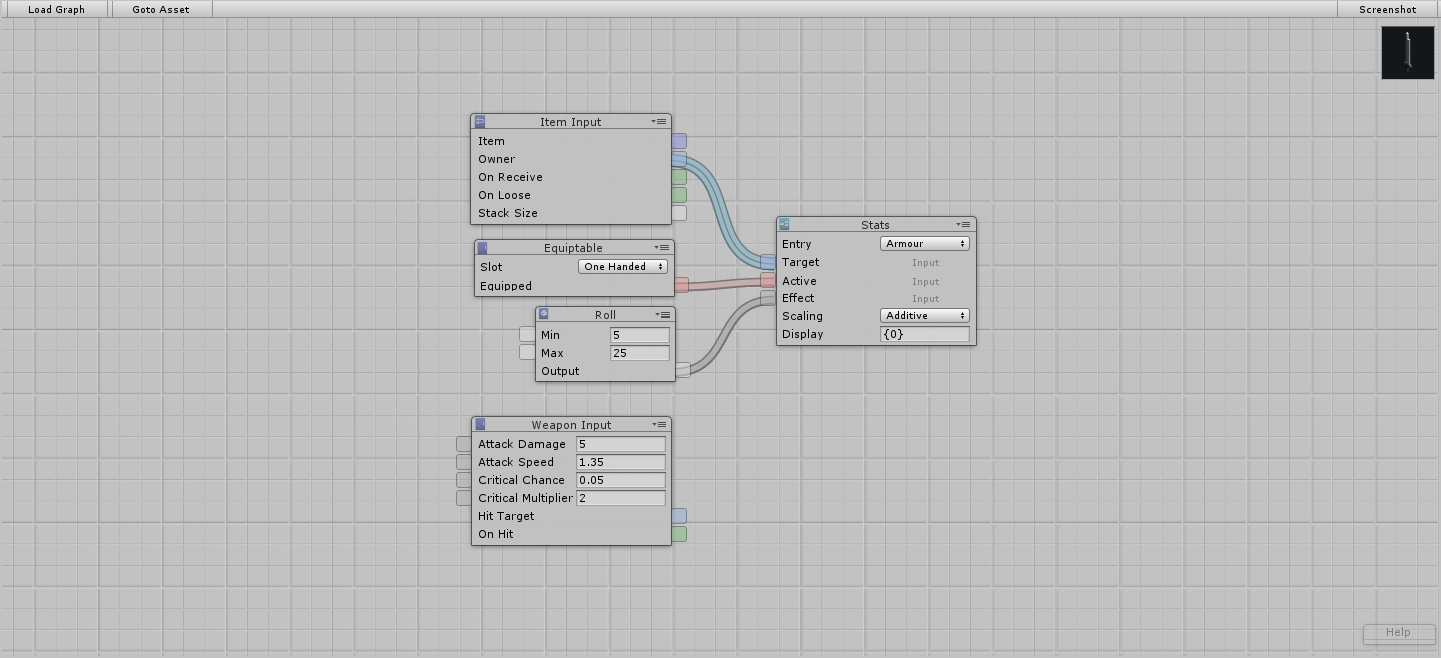 Load Graph
Goto Asset
Screenshot
Item Input
Item
Owner
On Receive
On Loose
Stack Size
Equiptable
Slot One Handed
Equipped
Roll
Min 5
Max 25
Output
Stats
Entry Armour
Target Input
Active Input
Effect Input
Scaling Additive
Display {0}
Weapon Input
Attack Damage 5
Attack Speed 1.35
Critical Chance 0.05
Critical Multiplier 2
Hit Target
On Hit
Help